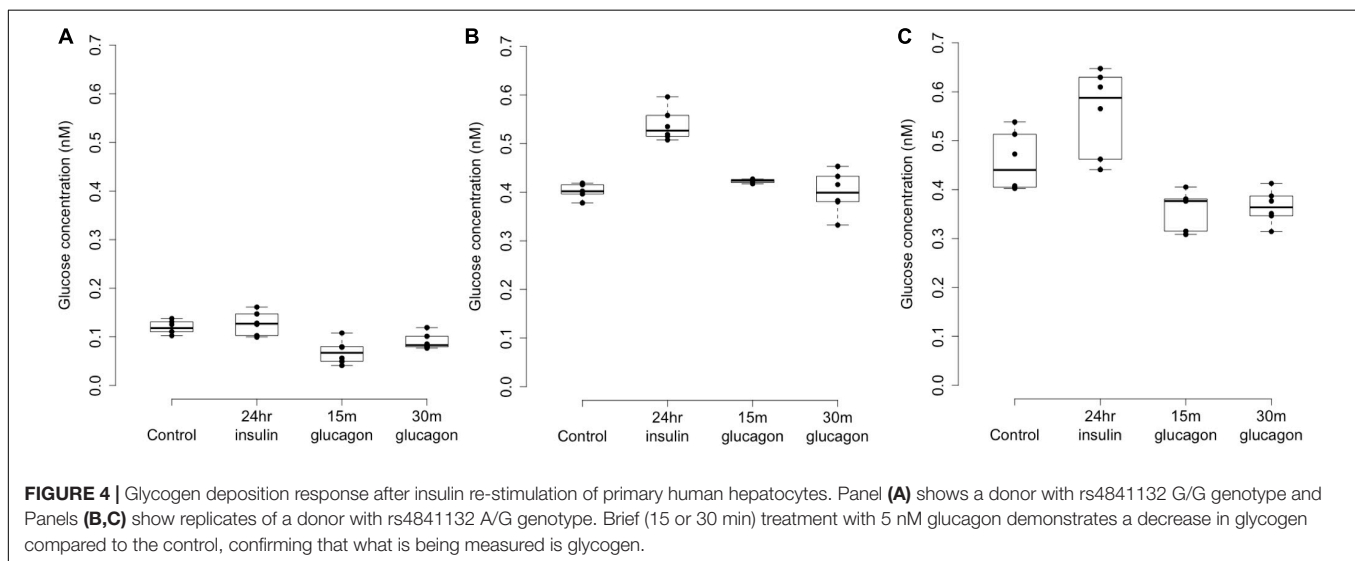 A
Glucose concentration (nM)
0.7
0.6
0.5
0.4
0.3
0.2
0.1
0.0
Control
24hr insulin
15m glucagon
30m glucagon
B
Glucose concentration (nM)
0.7
0.6
0.5
0.4
0.3
0.2
0.1
0.0
Control
24hr insulin
15m glucagon
30m glucagon
C
Glucose concentration (nM)
0.7
0.6
0.5
0.4
0.3
0.2
0.1
0.0
Control
24hr insulin
15m glucagon
30m glucagon
FIGURE 4 | Glycogen deposition response after insulin re-stimulation of primary human hepatocytes. Panel (A) shows a donor with rs4841132 G/G genotype and
Panels (B,C) show replicates of a donor with rs4841132 A/G genotype. Brief (15 or 30 min) treatment with 5 nM glucagon demonstrates a decrease in glycogen
compared to the control, confirming that what is being measured is glycogen.